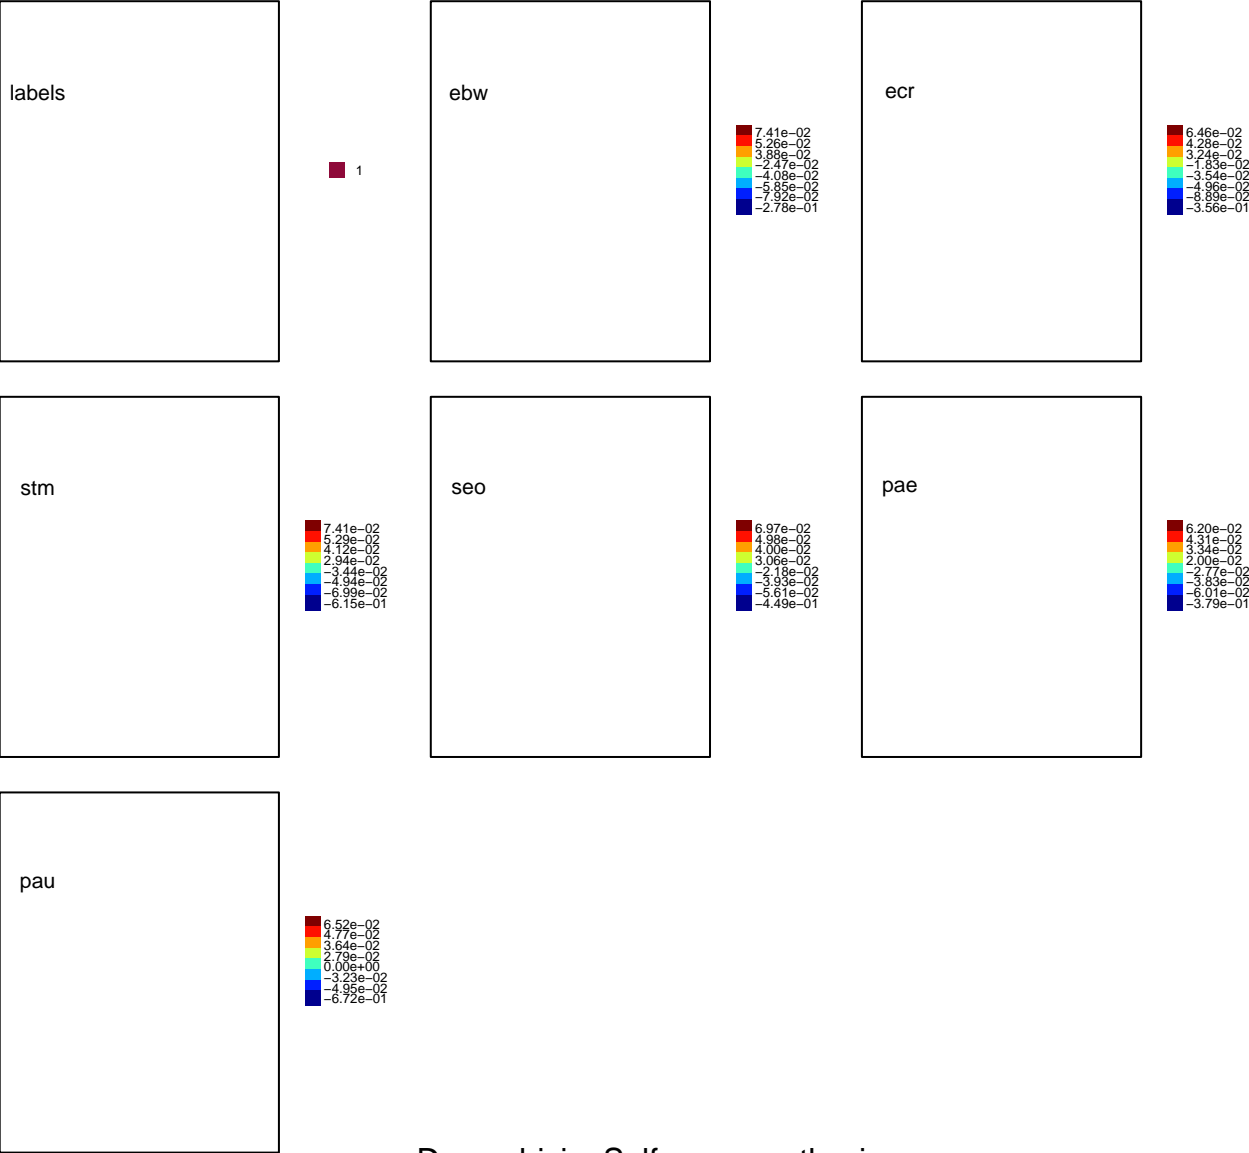 labels
1
ebw
7.41e−02
5.26e−02
3.88e−02
−2.47e−02
−4.08e−02
−5.85e−02
−7.92e−02
−2.78e−01
ecr
6.46e−02
4.28e−02
3.24e−02
−1.83e−02
−3.54e−02
−4.96e−02
−8.89e−02
−3.56e−01
stm
7.41e−02
5.29e−02
4.12e−02
2.94e−02
−3.44e−02
−4.94e−02
−6.99e−02
−6.15e−01
seo
6.97e−02
4.98e−02
4.00e−02
3.06e−02
−2.18e−02
−3.93e−02
−5.61e−02
−4.49e−01
pae
6.20e−02
4.31e−02
3.34e−02
2.00e−02
−2.77e−02
−3.83e−02
−6.01e−02
−3.79e−01
pau
6.52e−02
4.77e−02
3.64e−02
2.79e−02
0.00e+00
−3.23e−02
−4.95e−02
−6.72e−01